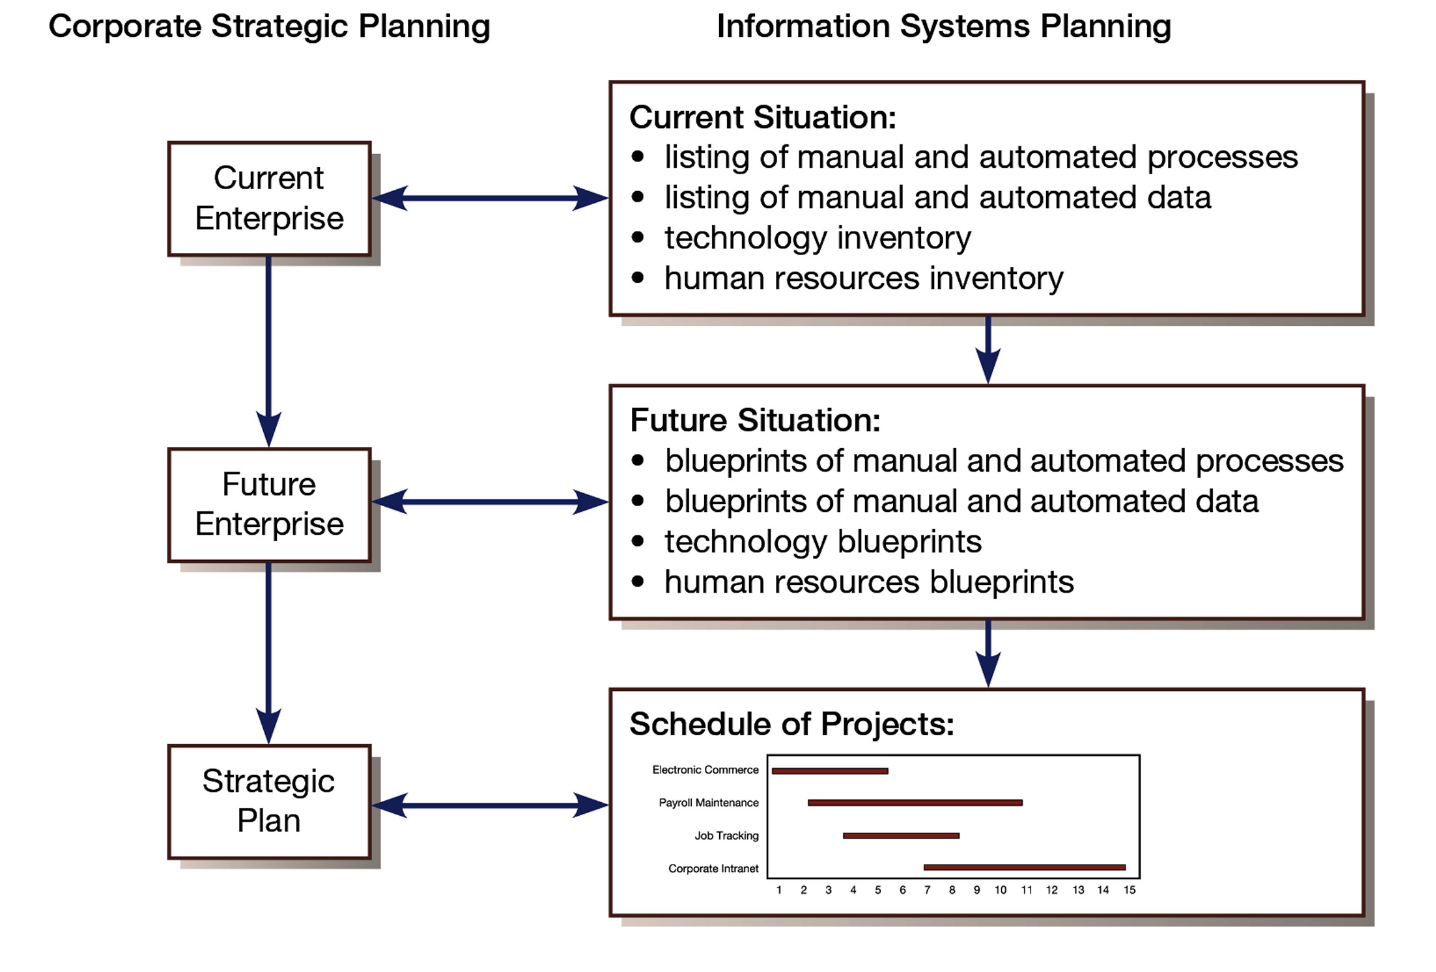 Corporate Strategic Planning
Information Systems Planning
Current
Enterprise
Current Situation:
• listing of manual and automated processes
• listing of manual and automated data
• technology inventory
• human resources inventory
Future
Enterprise
Future Situation:
• blueprints of manual and automated processes
• blueprints of manual and automated data
• technology blueprints
• human resources blueprints
Strategic
Plan
Schedule of Projects:
Electronic Commerce
Payroll Maintenance
Job Tracking
Corporate Intranet
1 2 3 4 5 6 7 8 9 10 11 12 13 14 15